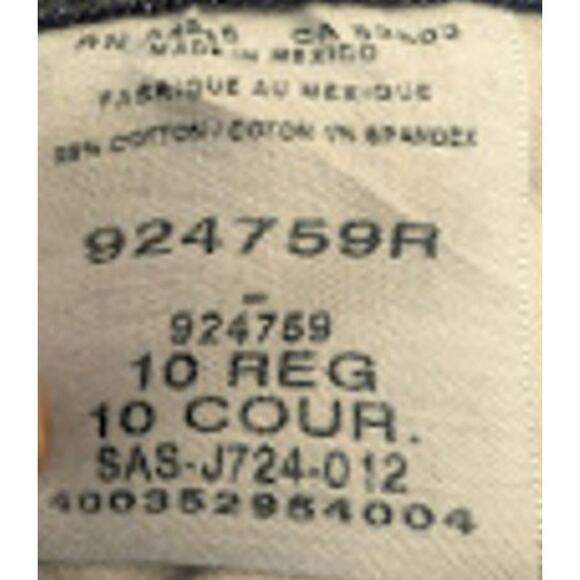 MADE IN MEXICO
FABRIQUE AU MEXIQUE
COTTON / COTON 1% SPANDEX
924759R
-
924759
10 REG
10 COUR.
SAS-J724-012
400352954004